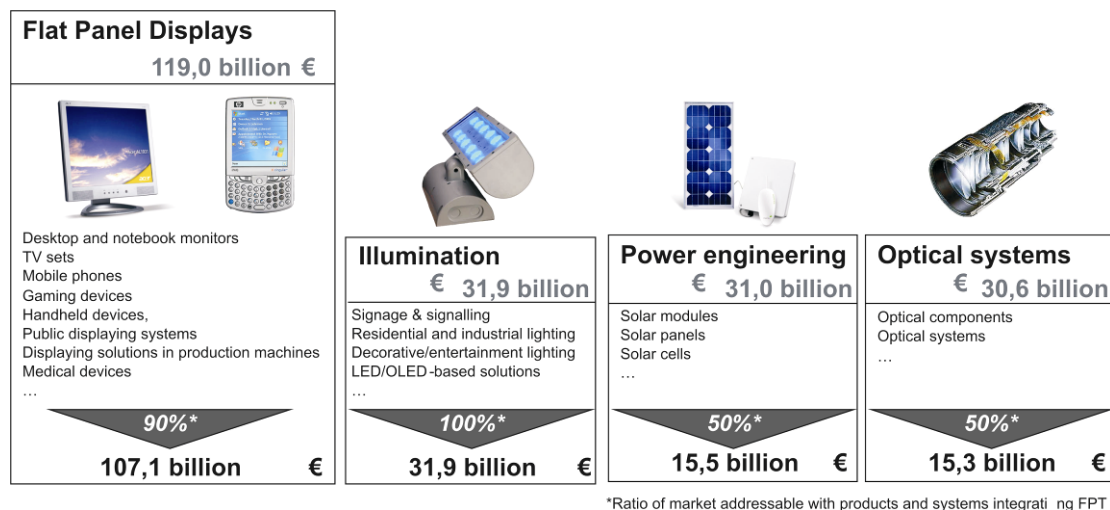 Flat Panel Displays
119,0 billion €
Desktop and notebook monitors
TV sets
Mobile phones
Gaming devices
Handheld devices,
Public displaying systems
Displaying solutions in production machines
Medical devices
…
90%*
107,1 billion €
Illumination
€ 31,9 billion
Signage & signalling
Residential and industrial lighting
Decorative/entertainment lighting
LED/OLED-based solutions
…
100%*
31,9 billion €
Power engineering
€ 31,0 billion
Solar modules
Solar panels
Solar cells
…
50%*
15,5 billion €
Optical systems
€ 30,6 billion
Optical components
Optical systems
…
50%*
15,3 billion €
*Ratio of market addressable with products and systems integrati ng FPT